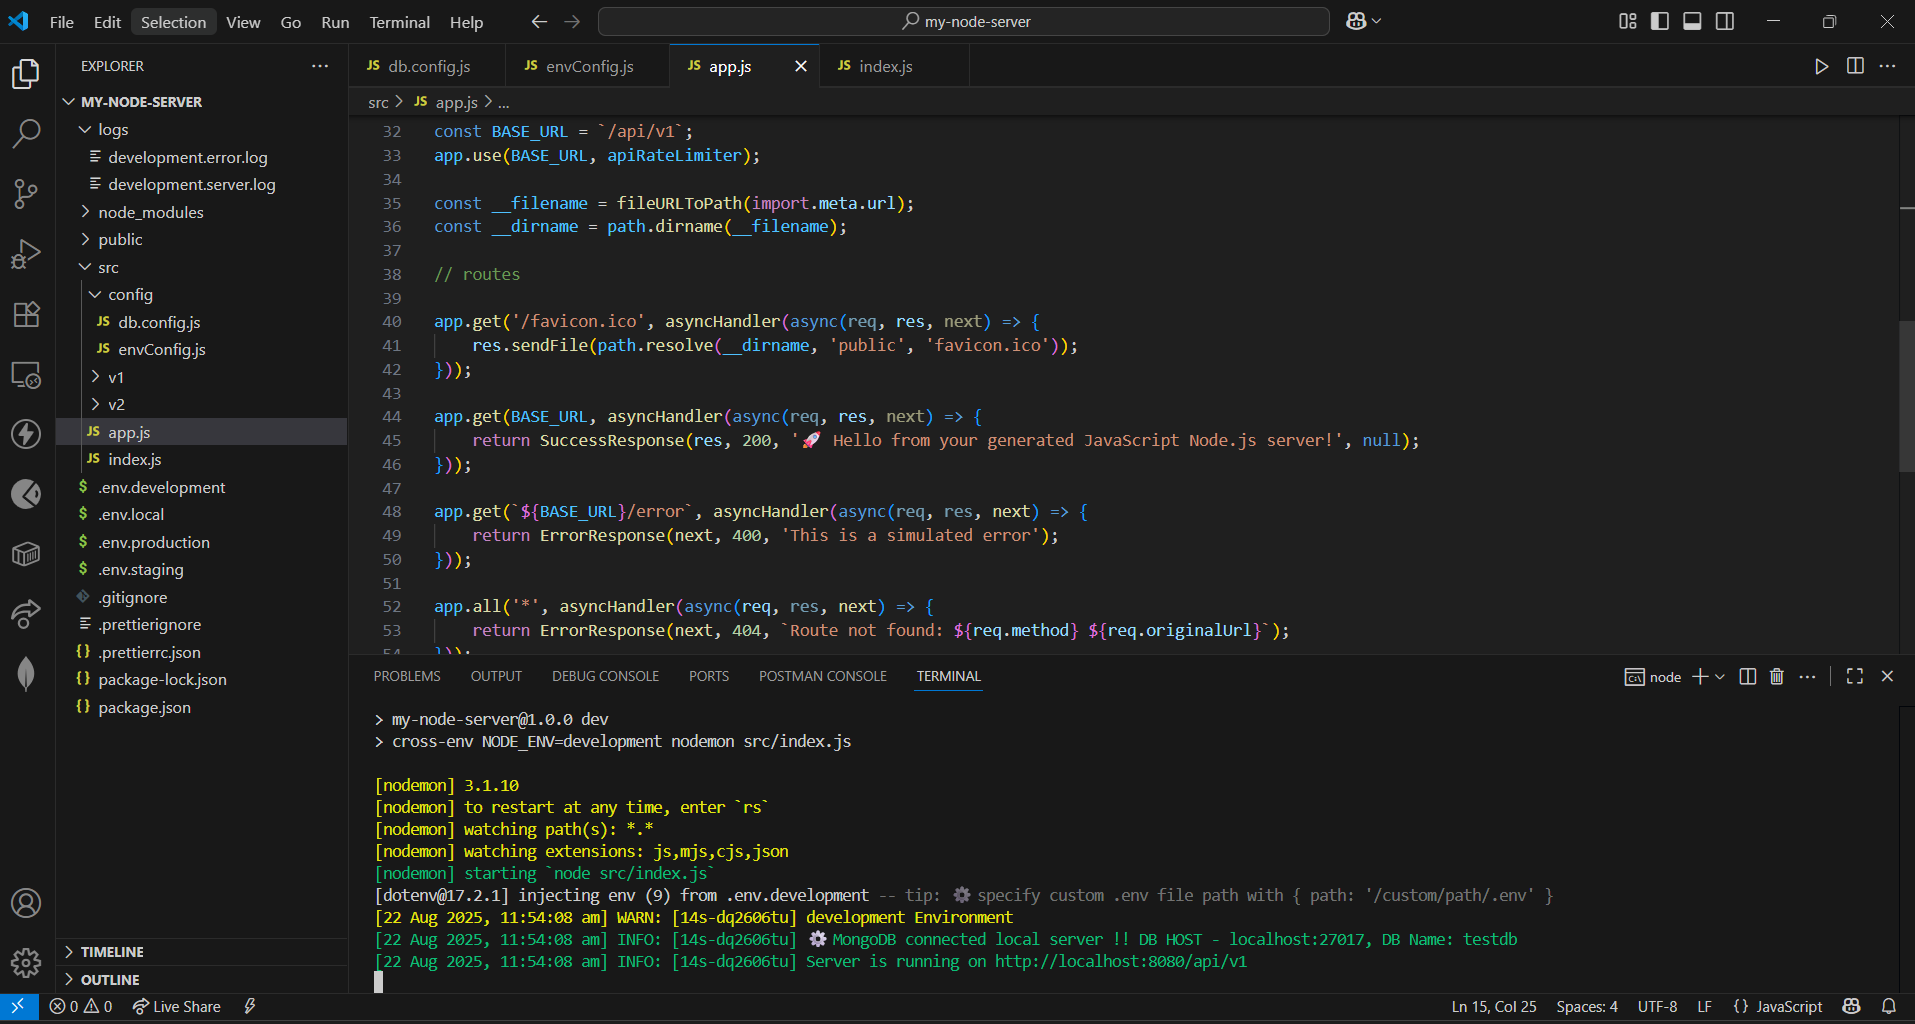 File Edit Selection View Go Run Terminal Help
my-node-server
EXPLORER
MY-NODE-SERVER
logs
development.error.log
development.server.log
node_modules
public
src
config
JS db.config.js
JS envConfig.js
v1
v2
JS app.js
JS index.js
$ .env.development
$ .env.local
$ .env.production
$ .env.staging
.gitignore
.prettierignore
{} .prettierrc.json
{} package-lock.json
{} package.json
TIMELINE
OUTLINE
JS db.config.js JS envConfig.js JS app.js JS index.js
src > JS app.js > ...
32 const BASE_URL = `/api/v1`;
33 app.use(BASE_URL, apiRateLimiter);
34
35 const __filename = fileURLToPath(import.meta.url);
36 const __dirname = path.dirname(__filename);
37
38 // routes
39
40 app.get('/favicon.ico', asyncHandler(async(req, res, next) => {
41 res.sendFile(path.resolve(__dirname, 'public', 'favicon.ico'));
42 }));
43
44 app.get(BASE_URL, asyncHandler(async(req, res, next) => {
45 return SuccessResponse(res, 200, '🚀 Hello from your generated JavaScript Node.js server!', null);
46 }));
47
48 app.get(`${BASE_URL}/error`, asyncHandler(async(req, res, next) => {
49 return ErrorResponse(next, 400, 'This is a simulated error');
50 }));
51
52 app.all('*', asyncHandler(async(req, res, next) => {
53 return ErrorResponse(next, 404, `Route not found: ${req.method} ${req.originalUrl}`);
54 }));
PROBLEMS OUTPUT DEBUG CONSOLE PORTS POSTMAN CONSOLE TERMINAL
node
> my-node-server@1.0.0 dev
> cross-env NODE_ENV=development nodemon src/index.js
[nodemon] 3.1.10
[nodemon] to restart at any time, enter `rs`
[nodemon] watching path(s): *.*
[nodemon] watching extensions: js,mjs,cjs,json
[nodemon] starting `node src/index.js`
[dotenv@17.2.1] injecting env (9) from .env.development -- tip: ⚙️ specify custom .env file path with { path: '/custom/path/.env' }
[22 Aug 2025, 11:54:08 am] WARN: [14s-dq2606tu] development Environment
[22 Aug 2025, 11:54:08 am] INFO: [14s-dq2606tu] ⚙️ MongoDB connected local server !! DB HOST - localhost:27017, DB Name: testdb
[22 Aug 2025, 11:54:08 am] INFO: [14s-dq2606tu] Server is running on http://localhost:8080/api/v1
0 0 Live Share
Ln 15, Col 25 Spaces: 4 UTF-8 LF {} JavaScript